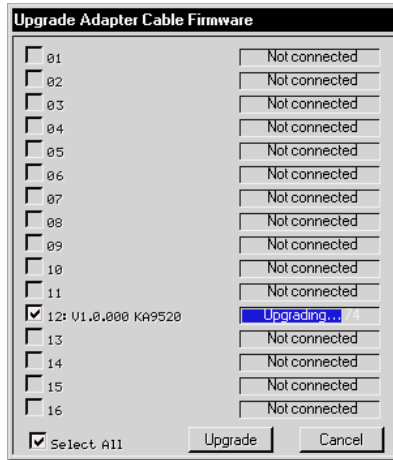 Upgrade Adapter Cable Firmware
01 Not connected
02 Not connected
03 Not connected
04 Not connected
05 Not connected
06 Not connected
07 Not connected
08 Not connected
09 Not connected
10 Not connected
11 Not connected
12: V1.0.000 KA9520 Upgrading... 74
13 Not connected
14 Not connected
15 Not connected
16 Not connected
Select All Upgrade Cancel